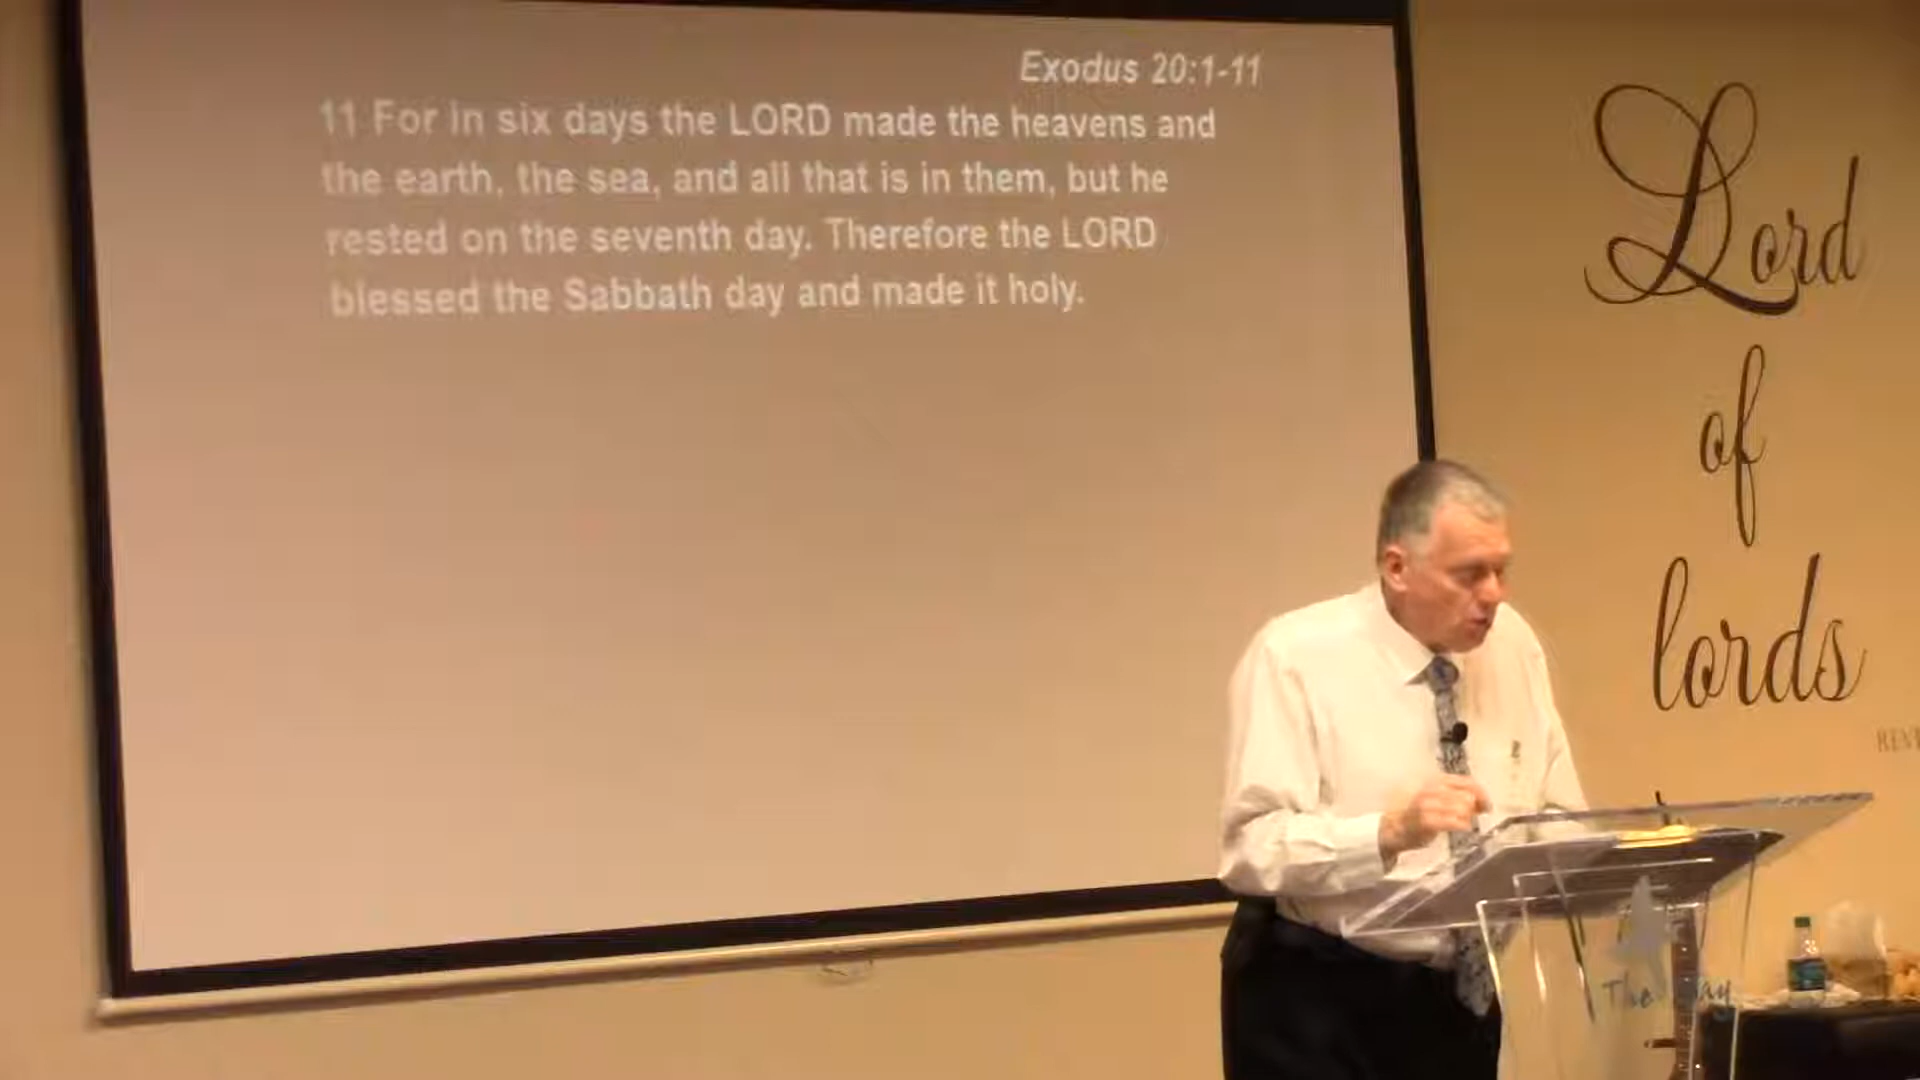 Exodus 20:1-11
11 For in six days the LORD made the heavens and
the earth, the sea, and all that is in them, but he
rested on the seventh day. Therefore the LORD
blessed the Sabbath day and made it holy.
Lord
of
lords
The